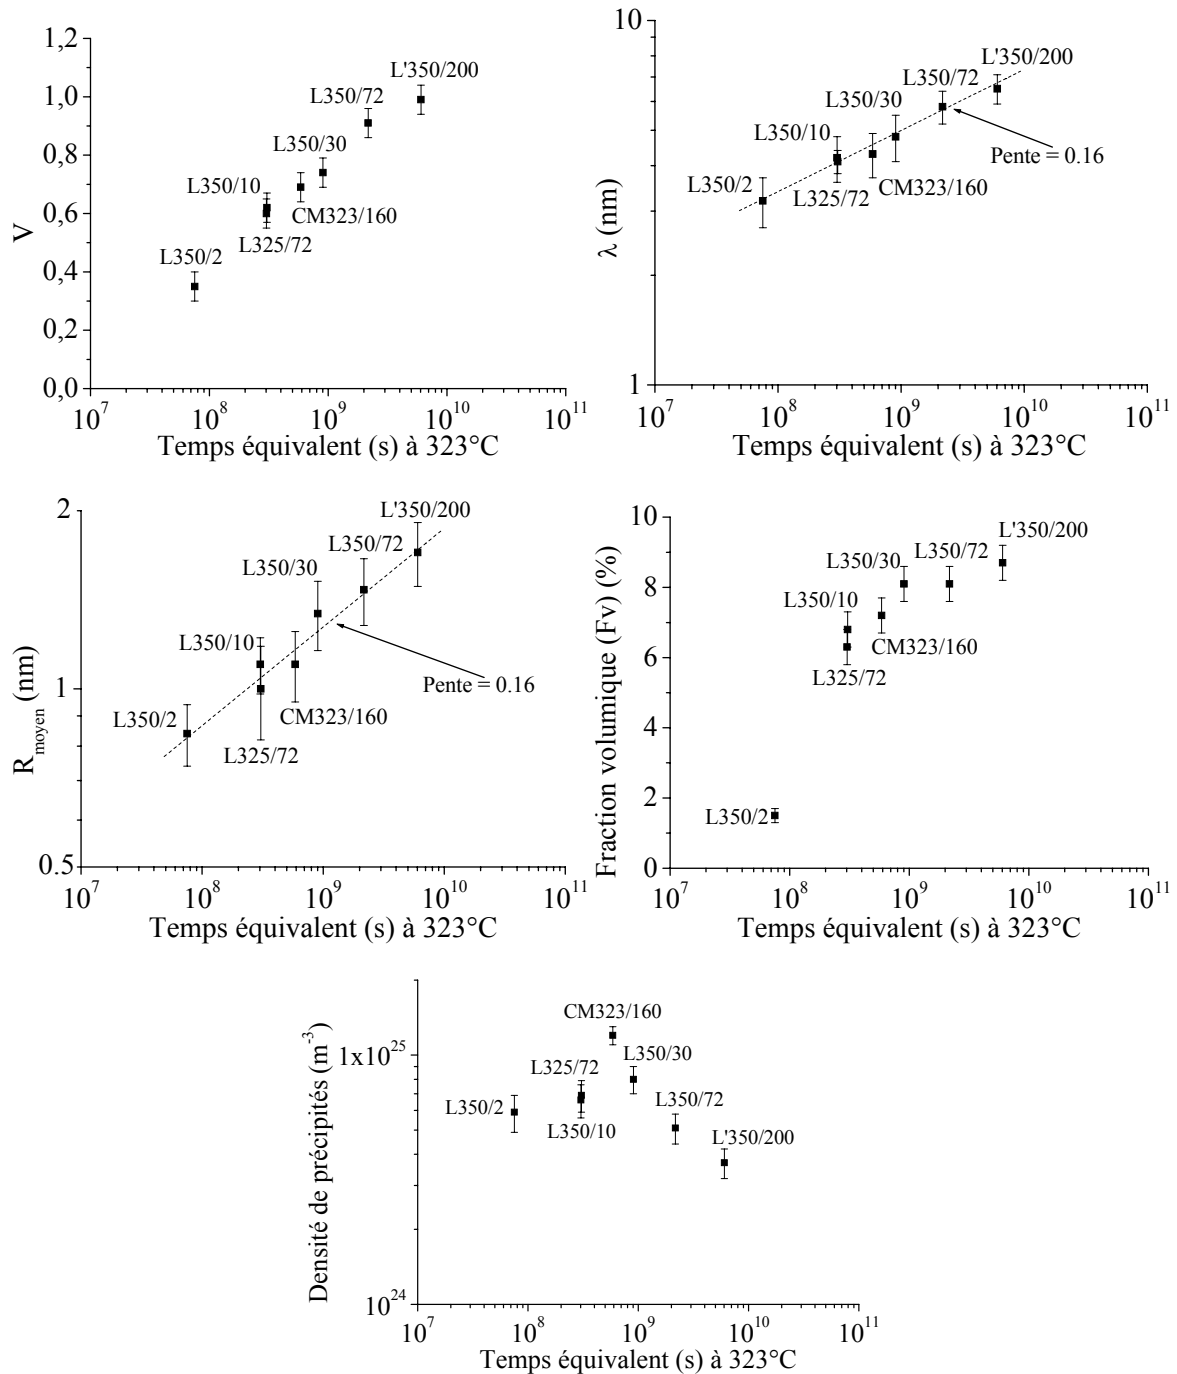 1,2
1,0
0,8
0,6
0,4
0,2
0,0
V
L350/2
L350/10
L325/72
CM323/160
L350/30
L350/72
L'350/200
10^7 10^8 10^9 10^10 10^11
Temps équivalent (s) à 323°C
10
1
λ (nm)
L350/2
L350/10
L325/72
CM323/160
L350/30
L350/72
L'350/200
Pente = 0.16
10^7 10^8 10^9 10^10 10^11
Temps équivalent (s) à 323°C
2
1
0.5
R_moyen (nm)
L350/2
L350/10
L325/72
CM323/160
L350/30
L350/72
L'350/200
Pente = 0.16
10^7 10^8 10^9 10^10 10^11
Temps équivalent (s) à 323°C
10
8
6
4
2
0
Fraction volumique (Fv) (%)
L350/2
L350/10
L325/72
CM323/160
L350/30
L350/72
L'350/200
10^7 10^8 10^9 10^10 10^11
Temps équivalent (s) à 323°C
1x10^25
10^24
Densité de précipités (m^-3)
L350/2
L325/72
L350/10
CM323/160
L350/30
L350/72
L'350/200
10^7 10^8 10^9 10^10 10^11
Temps équivalent (s) à 323°C